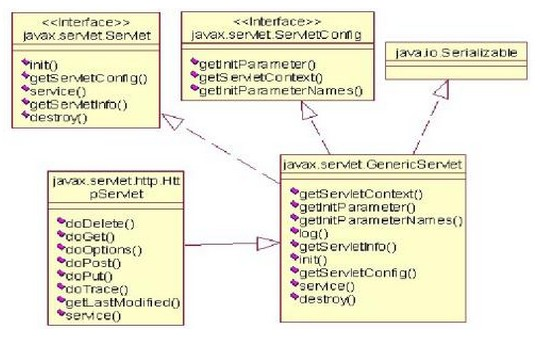 <<Interface>>
javax.servlet.Servlet
init()
getServletConfig()
service()
getServletInfo()
destroy()
<<Interface>>
javax.servlet.ServletConfig
getInitParameter()
getServletContext()
getInitParameterNames()
java.io.Serializable
javax.servlet.http.Htt
pServlet
doDelete()
doGet()
doOptions()
doPost()
doPut()
doTrace()
getLastModified()
service()
javax.servlet.GenericServlet
getServletContext()
getInitParameter()
getInitParameterNames()
log()
getServletInfo()
init()
getServletConfig()
service()
destroy()